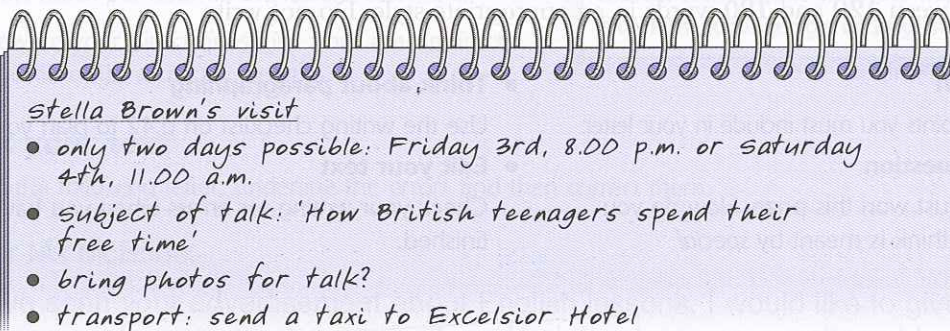 Stella Brown's visit
• only two days possible: Friday 3rd, 8.00 p.m. or Saturday
4th, 11.00 a.m.
• Subject of talk: 'How British teenagers spend their
free time'
• bring photos for talk?
• transport: send a taxi to Excelsior Hotel